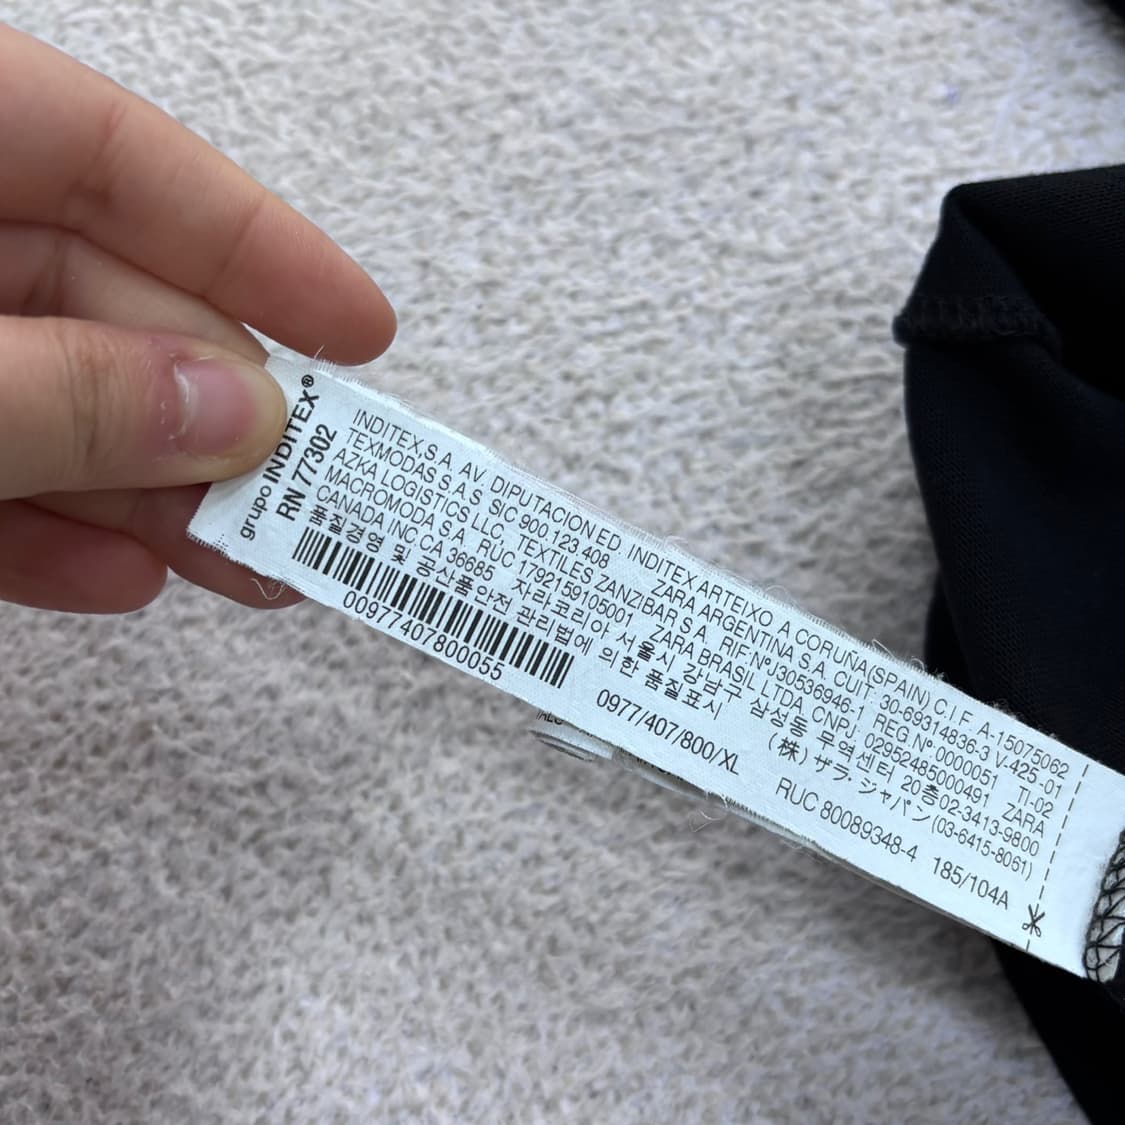 grupo INDITEX®
RN 77302
INDITEX,S.A. AV. DIPUTACION ED. INDITEX ARTEIXO A CORUÑA(SPAIN) C.I.F. A-15075062
TEXMODAS S.A.S SIC 900.123.408 ZARA ARGENTINA S.A. CUIT: 30-69314836-3 V-425 -01
AZKA LOGISTICS LLC, TEXTILES ZANZIBAR S.A. RIF:NºJ30536946-1 REG.Nº:0000051 TI-02
MACROMODA S.A. RUC 1792159105001 ZARA BRASIL LTDA, CNPJ: 02952485000491 ZARA
CANADA INC CA 36685 자라코리아 서울시 강남구 삼성동 무역센터 20층02-3413-9800
품질경영 및 공산품안전 관리법에 의한 품질표시 (株) ザラ・ジャパン(03-6415-8061)
00977407800055
0977/407/800/XL RUC 80089348-4 185/104A